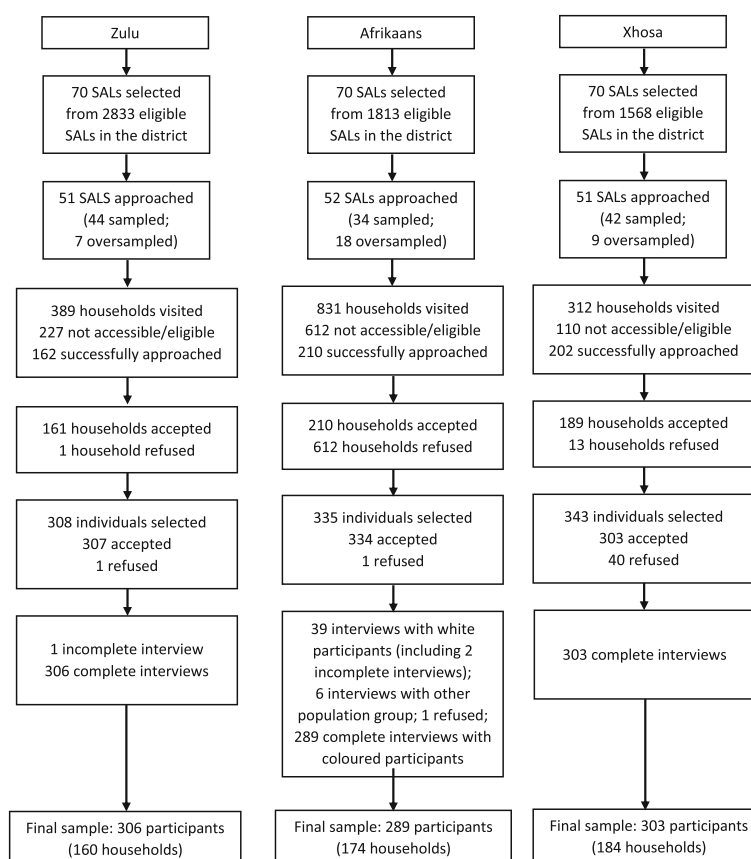 Zulu
70 SALs selected
from 2833 eligible
SALs in the district
51 SALS approached
(44 sampled;
7 oversampled)
389 households visited
227 not accessible/eligible
162 successfully approached
161 households accepted
1 household refused
308 individuals selected
307 accepted
1 refused
1 incomplete interview
306 complete interviews
Final sample: 306 participants
(160 households)
Afrikaans
70 SALs selected
from 1813 eligible
SALs in the district
52 SALs approached
(34 sampled;
18 oversampled)
831 households visited
612 not accessible/eligible
210 successfully approached
210 households accepted
612 households refused
335 individuals selected
334 accepted
1 refused
39 interviews with white
participants (including 2
incomplete interviews);
6 interviews with other
population group; 1 refused;
289 complete interviews with
coloured participants
Final sample: 289 participants
(174 households)
Xhosa
70 SALs selected
from 1568 eligible
SALs in the district
51 SALs approached
(42 sampled;
9 oversampled)
312 households visited
110 not accessible/eligible
202 successfully approached
189 households accepted
13 households refused
343 individuals selected
303 accepted
40 refused
303 complete interviews
Final sample: 303 participants
(184 households)